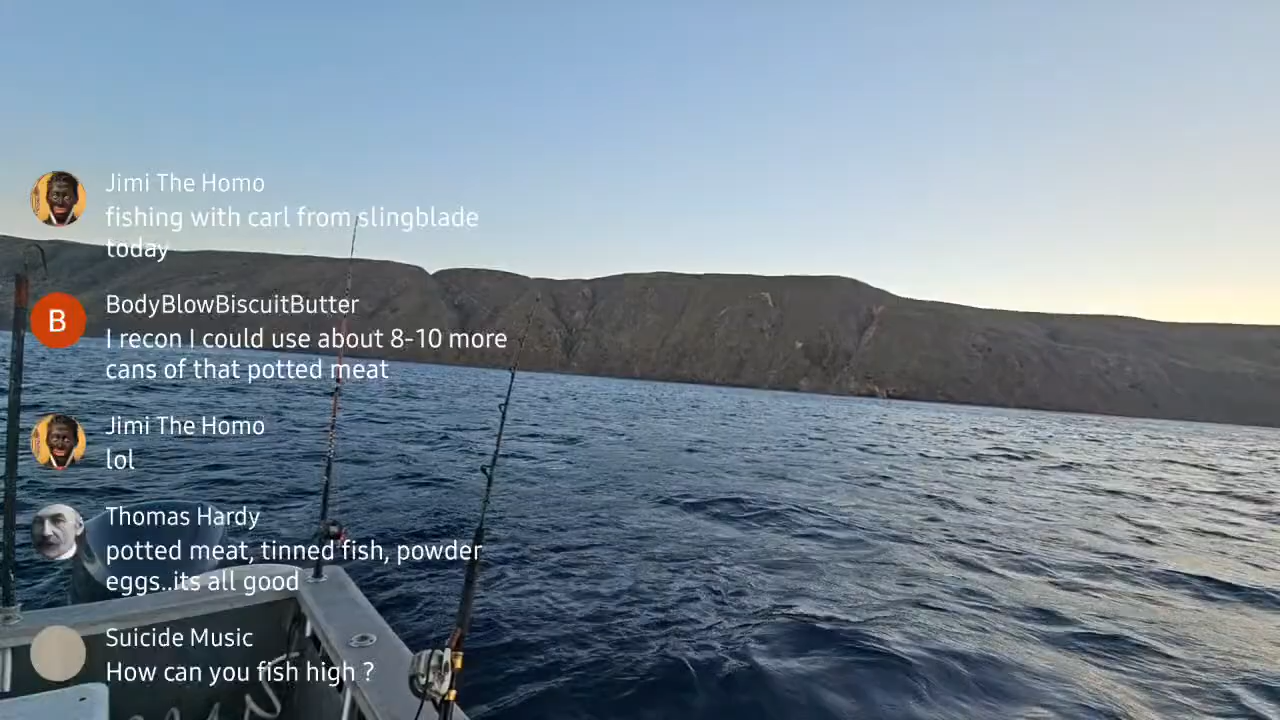 Jimi The Homo
fishing with carl from slingblade
today
B
BodyBlowBiscuitButter
I recon I could use about 8-10 more
cans of that potted meat
Jimi The Homo
lol
Thomas Hardy
potted meat, tinned fish, powder
eggs..its all good
Suicide Music
How can you fish high ?